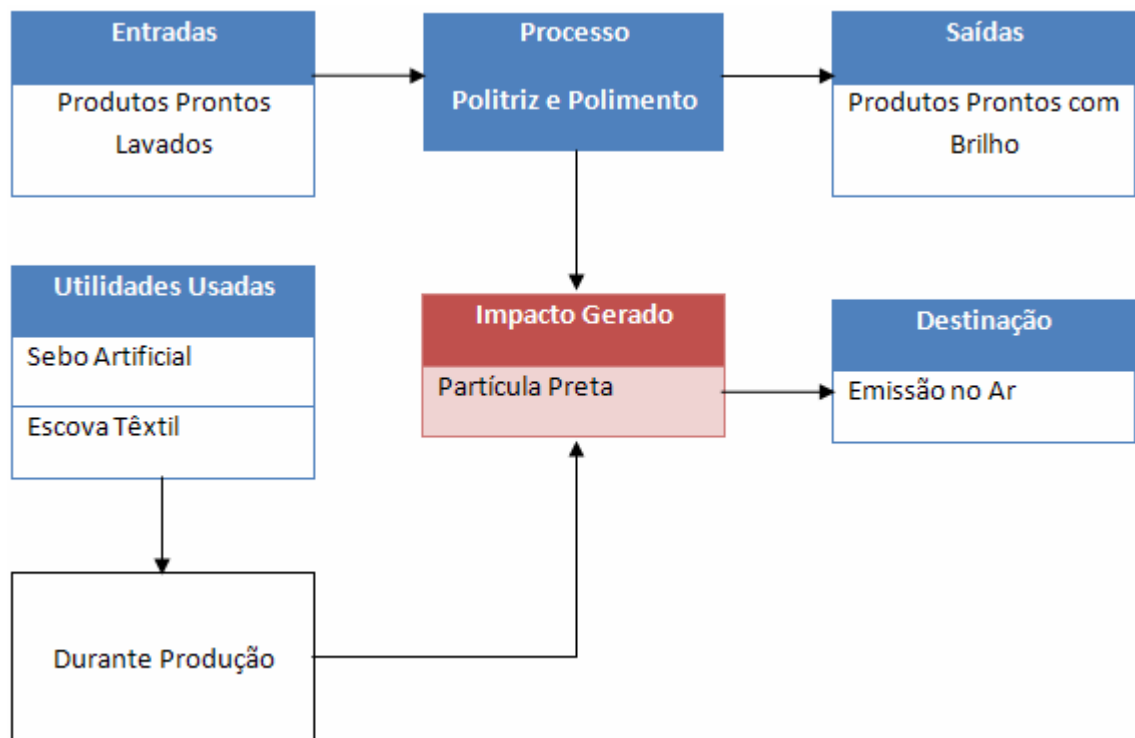 Entradas
Produtos Prontos
Lavados
Processo
Politriz e Polimento
Saídas
Produtos Prontos com
Brilho
Utilidades Usadas
Sebo Artificial
Escova Têxtil
Impacto Gerado
Partícula Preta
Destinação
Emissão no Ar
Durante Produção